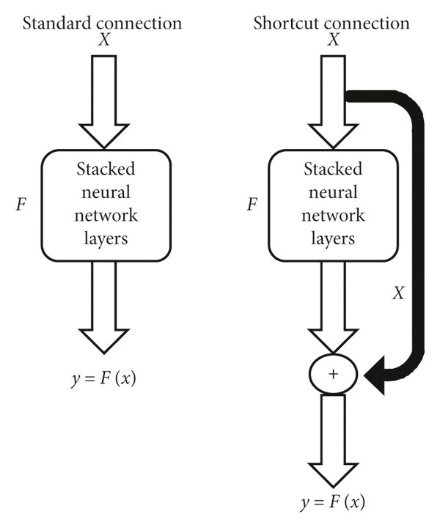 Standard connection
X
F
Stacked
neural
network
layers
y = F (x)
Shortcut connection
X
F
Stacked
neural
network
layers
X
+
y = F (x)